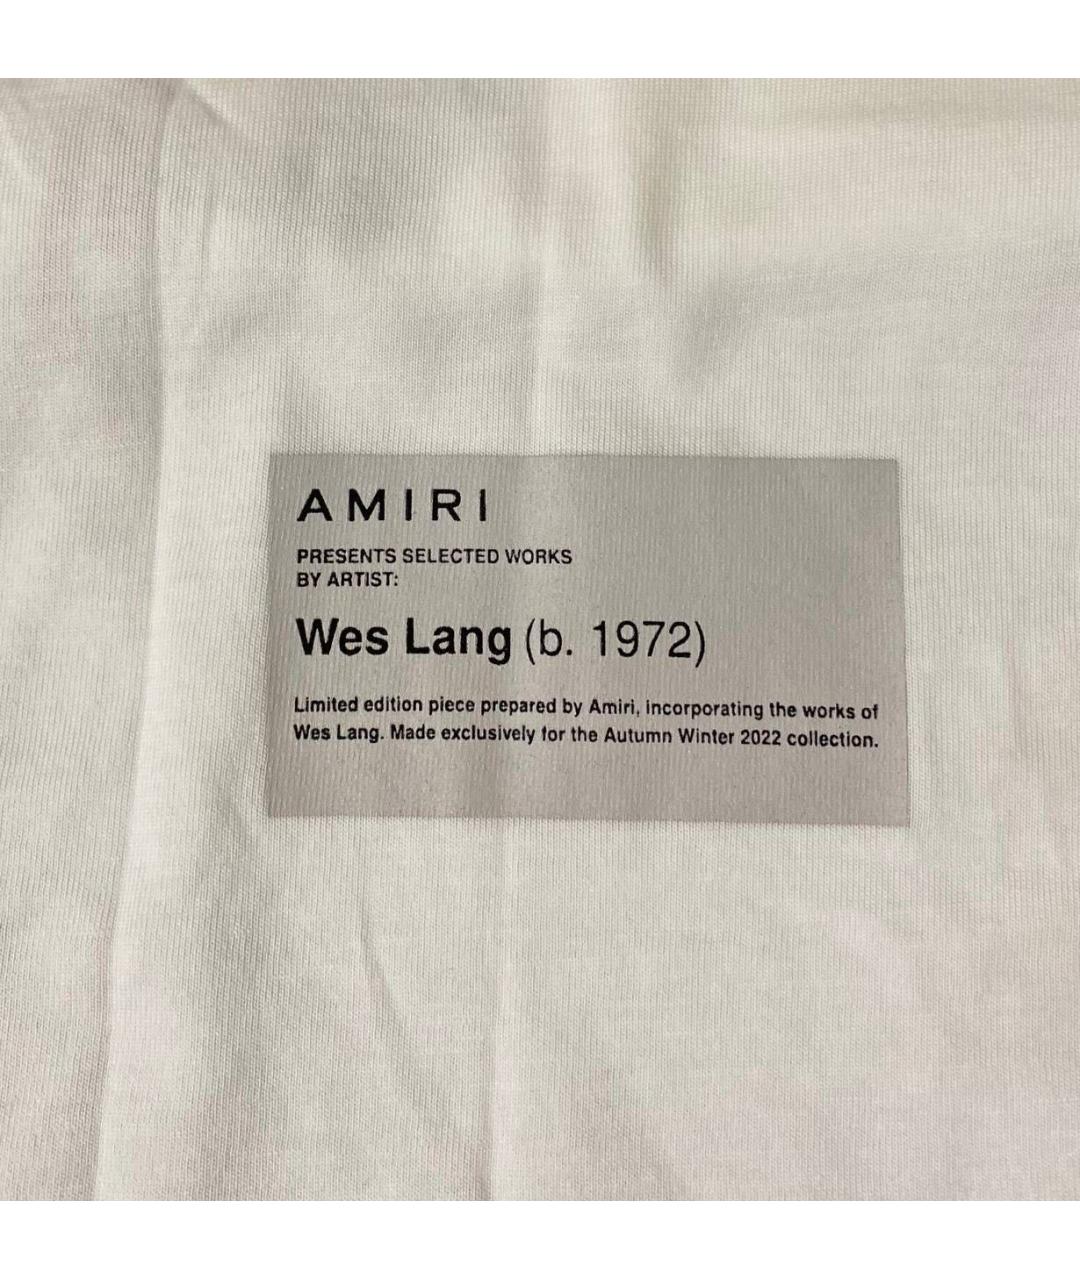 AMIRI
PRESENTS SELECTED WORKS
BY ARTIST:
Wes Lang (b. 1972)
Limited edition piece prepared by Amiri, incorporating the works of
Wes Lang. Made exclusively for the Autumn Winter 2022 collection.